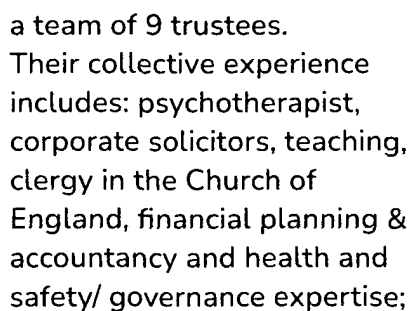 a team of 9 trustees.
Their collective experience
includes: psychotherapist,
corporate solicitors, teaching,
clergy in the Church of
England, financial planning &
accountancy and health and
safety/ governance expertise;